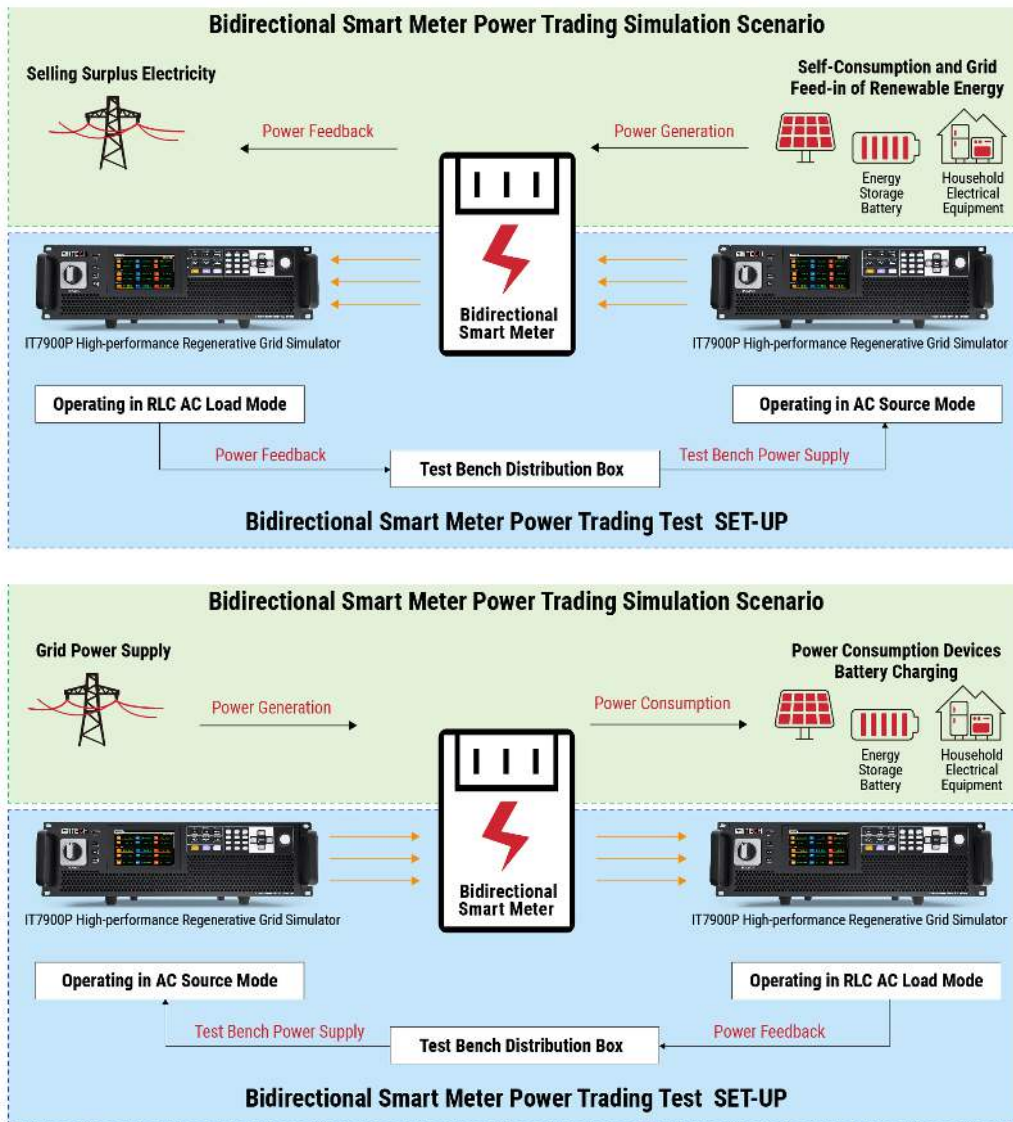 Bidirectional Smart Meter Power Trading Simulation Scenario
Selling Surplus Electricity
Self-Consumption and Grid
Feed-in of Renewable Energy
Power Feedback
Power Generation
Energy
Storage
Battery
Household
Electrical
Equipment
Bidirectional
Smart Meter
IT7900P High-performance Regenerative Grid Simulator
IT7900P High-performance Regenerative Grid Simulator
Operating in RLC AC Load Mode
Operating in AC Source Mode
Power Feedback
Test Bench Distribution Box
Test Bench Power Supply
Bidirectional Smart Meter Power Trading Test SET-UP
Bidirectional Smart Meter Power Trading Simulation Scenario
Grid Power Supply
Power Consumption Devices
Battery Charging
Power Generation
Power Consumption
Energy
Storage
Battery
Household
Electrical
Equipment
Bidirectional
Smart Meter
IT7900P High-performance Regenerative Grid Simulator
IT7900P High-performance Regenerative Grid Simulator
Operating in AC Source Mode
Operating in RLC AC Load Mode
Test Bench Power Supply
Test Bench Distribution Box
Power Feedback
Bidirectional Smart Meter Power Trading Test SET-UP